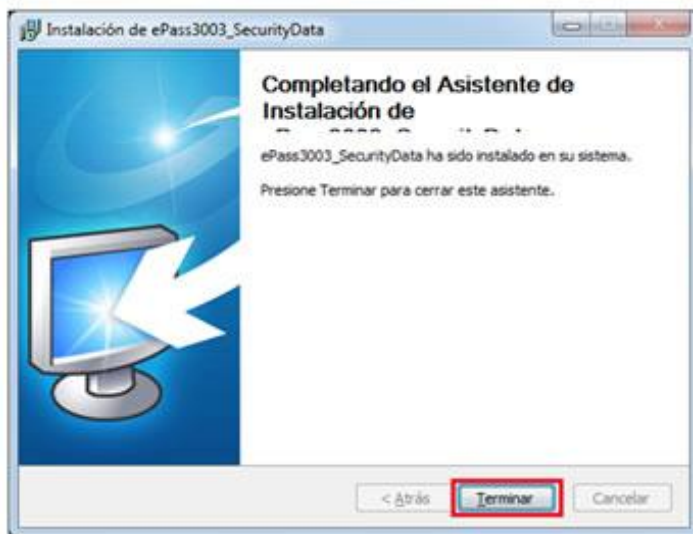 Instalación de ePass3003_SecurityData
Completando el Asistente de
Instalación de
ePass3003_SecurityData ha sido instalado en su sistema.
Presione Terminar para cerrar este asistente.
< Atrás
Terminar
Cancelar